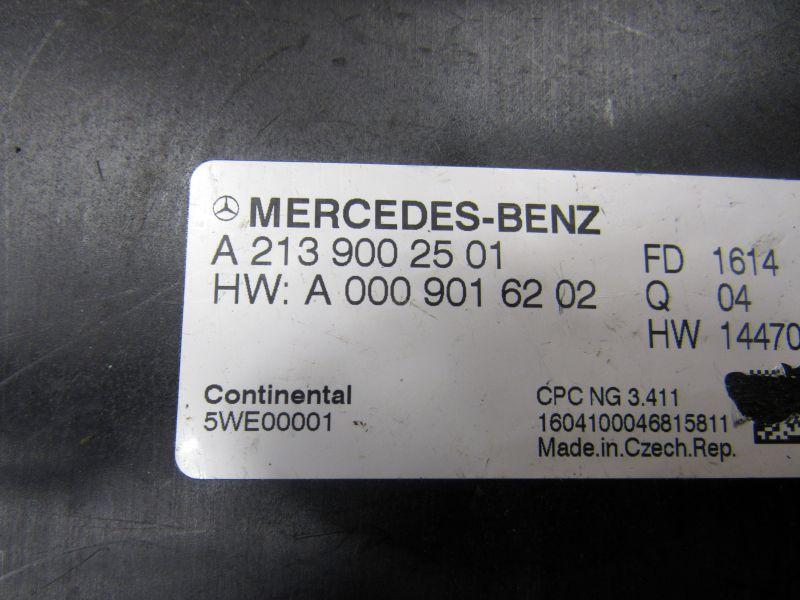 MERCEDES-BENZ
A 213 900 25 01
HW: A 000 901 62 02
FD 1614
Q 04
HW 14470
Continental
5WE00001
CPC NG 3.411
1604100046815811
Made.in.Czech.Rep.